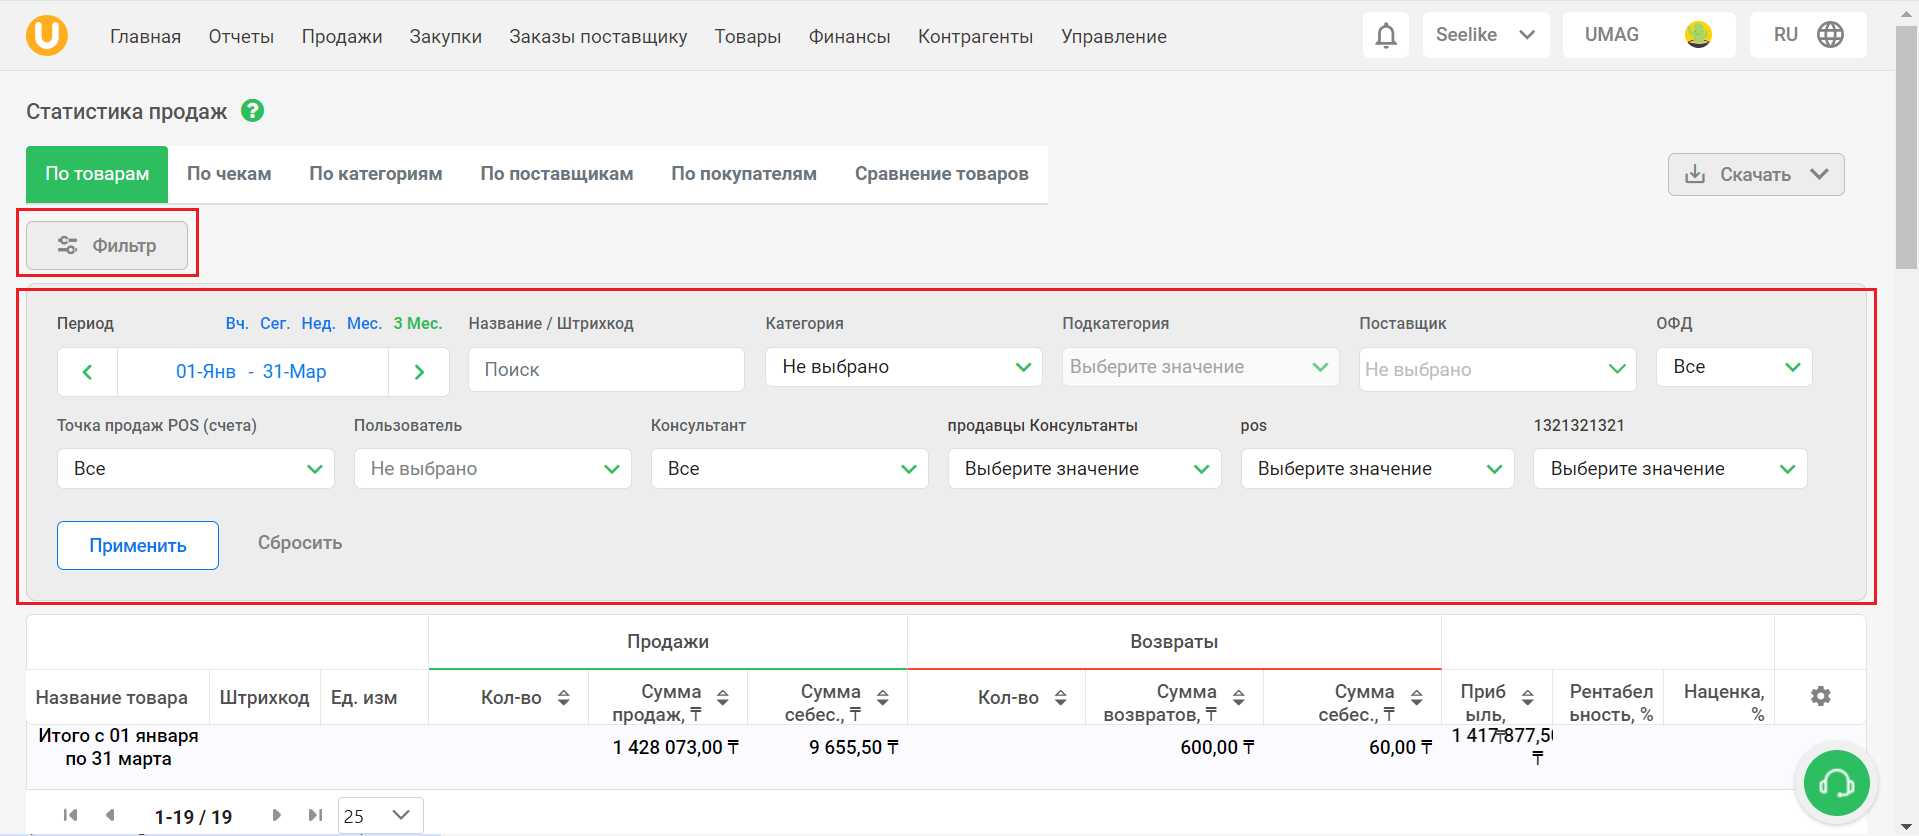 U Главная Отчеты Продажи Закупки Заказы поставщику Товары Финансы Контрагенты Управление Seelike UMAG RU
Статистика продаж ?
По товарам По чекам По категориям По поставщикам По покупателям Сравнение товаров Скачать
Фильтр
Период Вч. Сег. Нед. Мес. 3 Мес. Название / Штрихкод Категория Подкатегория Поставщик ОФД
01-Янв - 31-Мар Поиск Не выбрано Выберите значение Не выбрано Все
Точка продаж POS (счета) Пользователь Консультант продавцы Консультанты pos 1321321321
Все Не выбрано Все Выберите значение Выберите значение Выберите значение
Применить Сбросить
Продажи Возвраты
Название товара Штрихкод Ед. изм Кол-во Сумма продаж, ₸ Сумма себес., ₸ Кол-во Сумма возвратов, ₸ Сумма себес., ₸ Прибыль, ₸ Рентабельность, % Наценка, %
Итого с 01 января
по 31 марта 1 428 073,00 ₸ 9 655,50 ₸ 600,00 ₸ 60,00 ₸ 1 417 877,5 ₸
1-19 / 19 25